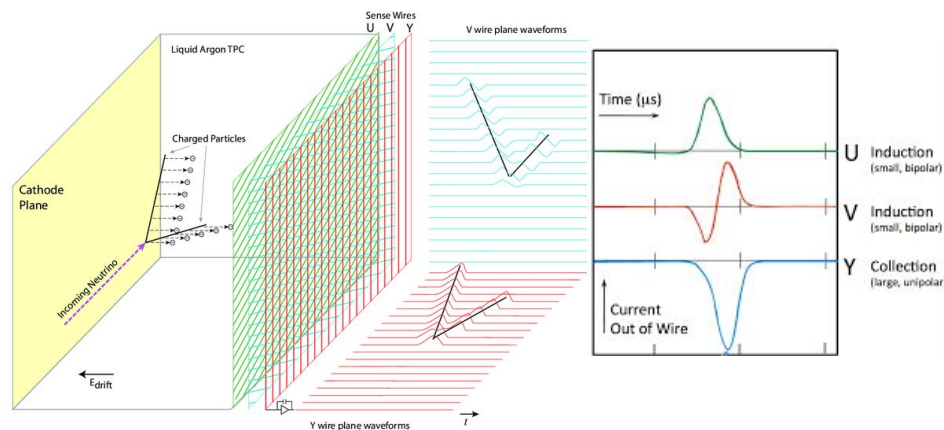 Sense Wires
U V Y
Liquid Argon TPC
V wire plane waveforms
Charged Particles
Cathode
Plane
Incoming Neutrino
Edrift
Y wire plane waveforms
t
Time (μs)
U Induction
(small, bipolar)
V Induction
(small, bipolar)
Y Collection
(large, unipolar
Current
Out of Wire